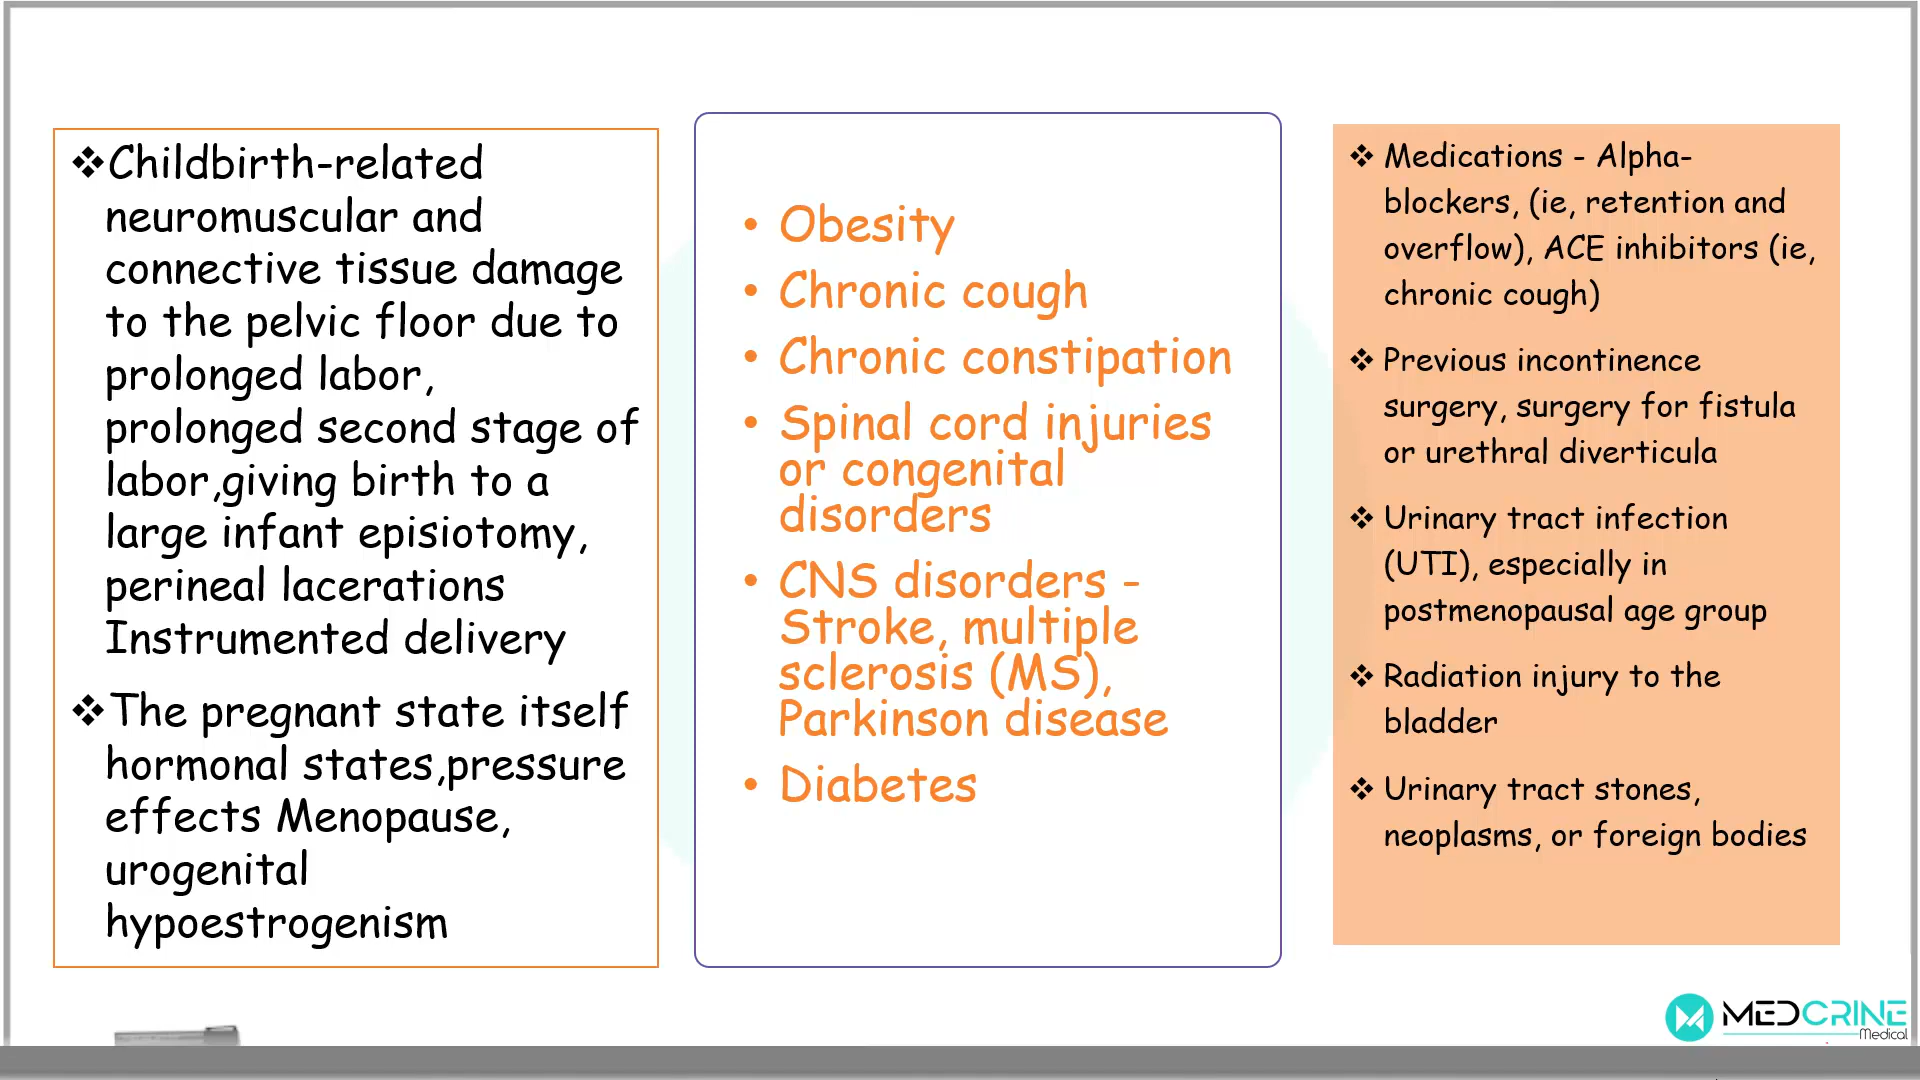 ❖Childbirth-related
neuromuscular and
connective tissue damage
to the pelvic floor due to
prolonged labor,
prolonged second stage of
labor,giving birth to a
large infant episiotomy,
perineal lacerations
Instrumented delivery
❖The pregnant state itself
hormonal states,pressure
effects Menopause,
urogenital
hypoestrogenism
• Obesity
• Chronic cough
• Chronic constipation
• Spinal cord injuries
or congenital
disorders
• CNS disorders -
Stroke, multiple
sclerosis (MS),
Parkinson disease
• Diabetes
❖ Medications - Alpha-
blockers, (ie, retention and
overflow), ACE inhibitors (ie,
chronic cough)
❖ Previous incontinence
surgery, surgery for fistula
or urethral diverticula
❖ Urinary tract infection
(UTI), especially in
postmenopausal age group
❖ Radiation injury to the
bladder
❖ Urinary tract stones,
neoplasms, or foreign bodies
MEDCRINE
Medical